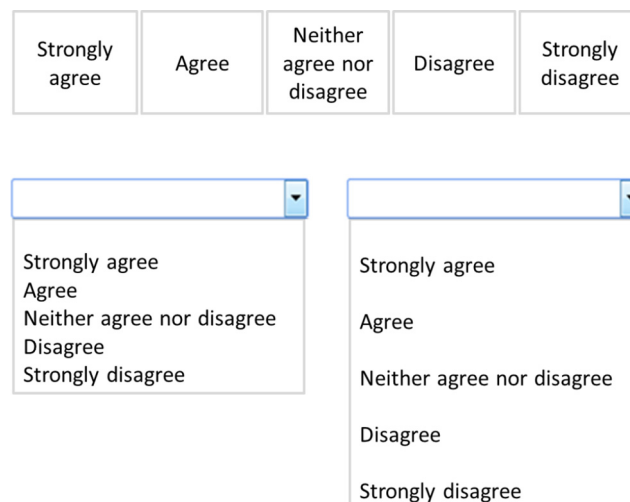 Strongly
agree
Agree
Neither
agree nor
disagree
Disagree
Strongly
disagree
Strongly agree
Agree
Neither agree nor disagree
Disagree
Strongly disagree
Strongly agree
Agree
Neither agree nor disagree
Disagree
Strongly disagree